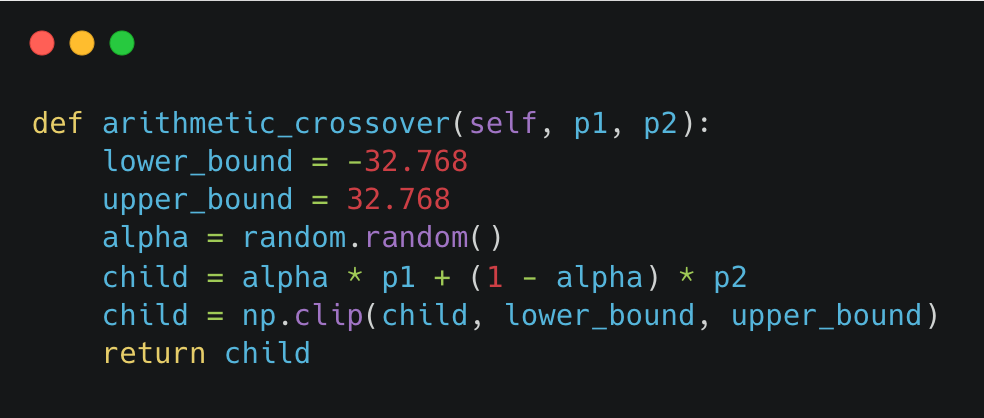 def arithmetic_crossover(self, p1, p2):
    lower_bound = -32.768
    upper_bound = 32.768
    alpha = random.random()
    child = alpha * p1 + (1 - alpha) * p2
    child = np.clip(child, lower_bound, upper_bound)
    return child